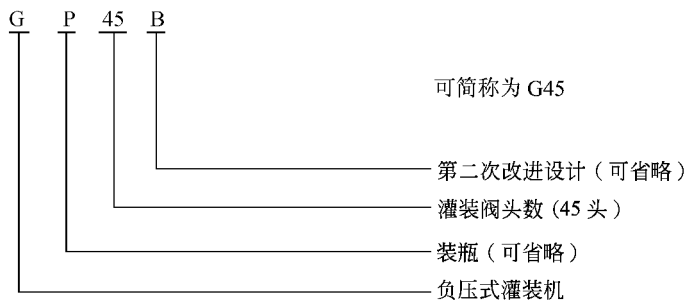 G P 45 B
可简称为 G45
第二次改进设计（可省略）
灌装阀头数 (45 头）
装瓶（可省略）
负压式灌装机